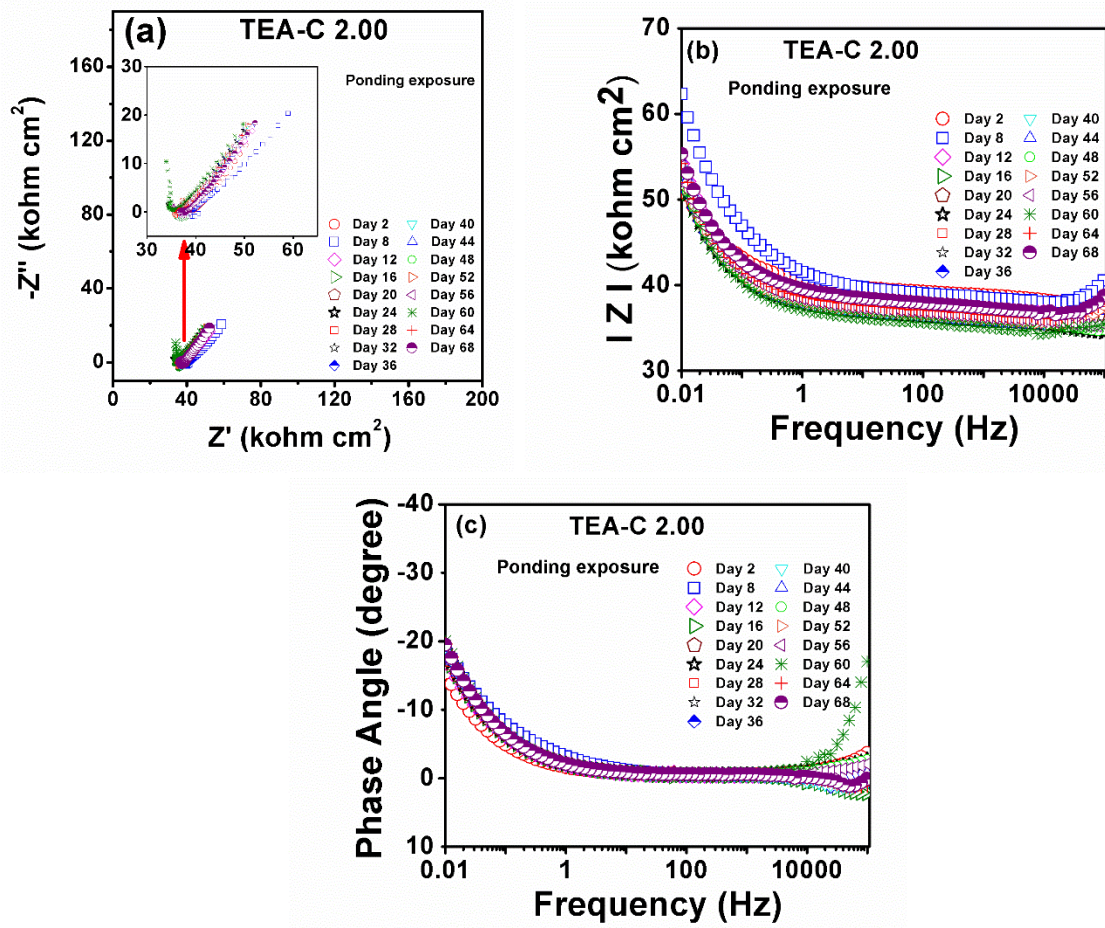 (a)
TEA-C 2.00
Ponding exposure
-Z'' (kohm cm²)
180
140
100
80
40
0
30
20
10
0
30 40 50 60
Day 2 Day 40
Day 8 Day 44
Day 12 Day 48
Day 16 Day 52
Day 20 Day 56
Day 24 Day 60
Day 28 Day 64
Day 32 Day 68
Day 36
0 40 80 120 160 200
Z' (kohm cm²)
(b)
TEA-C 2.00
Ponding exposure
I Z I ( kohm cm²)
70
60
50
40
30
Day 2 Day 40
Day 8 Day 44
Day 12 Day 48
Day 16 Day 52
Day 20 Day 56
Day 24 Day 60
Day 28 Day 64
Day 32 Day 68
Day 36
0.01 1 100 10000
Frequency (Hz)
(c)
TEA-C 2.00
Ponding exposure
Phase Angle (degree)
-40
-30
-20
-10
0
10
Day 2 Day 40
Day 8 Day 44
Day 12 Day 48
Day 16 Day 52
Day 20 Day 56
Day 24 Day 60
Day 28 Day 64
Day 32 Day 68
Day 36
0.01 1 100 10000
Frequency (Hz)